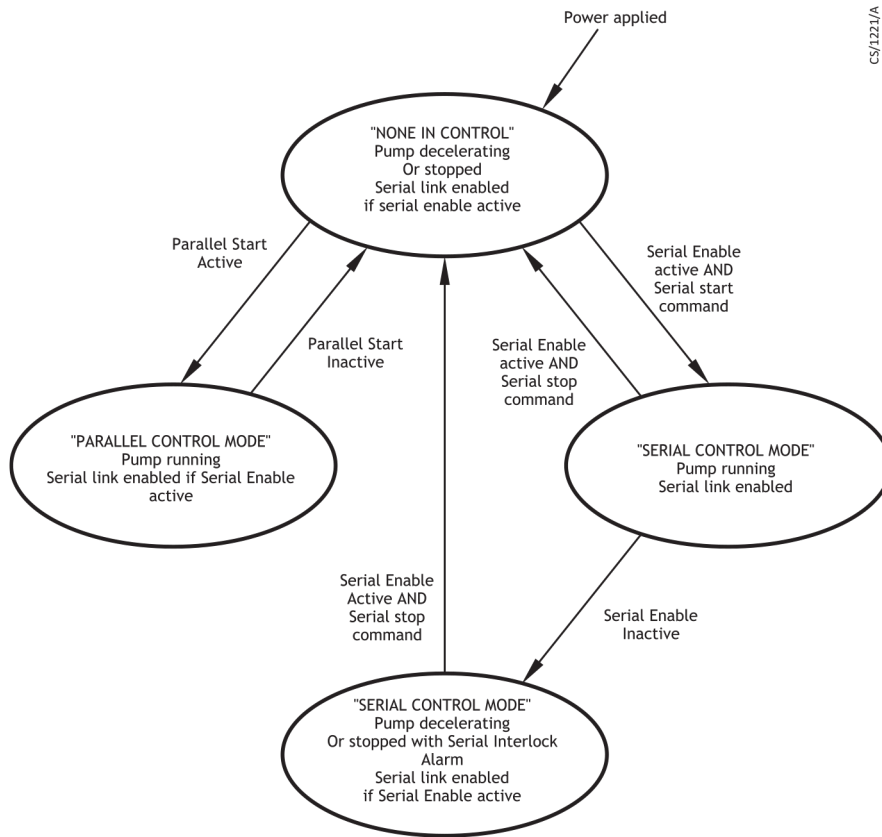 Power applied
CS/1221/A
"NONE IN CONTROL"
Pump decelerating
Or stopped
Serial link enabled
if serial enable active
Parallel Start
Active
Serial Enable
active AND
Serial start
command
Parallel Start
Inactive
Serial Enable
active AND
Serial stop
command
"PARALLEL CONTROL MODE"
Pump running
Serial link enabled if Serial Enable
active
"SERIAL CONTROL MODE"
Pump running
Serial link enabled
Serial Enable
Active AND
Serial stop
command
Serial Enable
Inactive
"SERIAL CONTROL MODE"
Pump decelerating
Or stopped with Serial Interlock
Alarm
Serial link enabled
if Serial Enable active